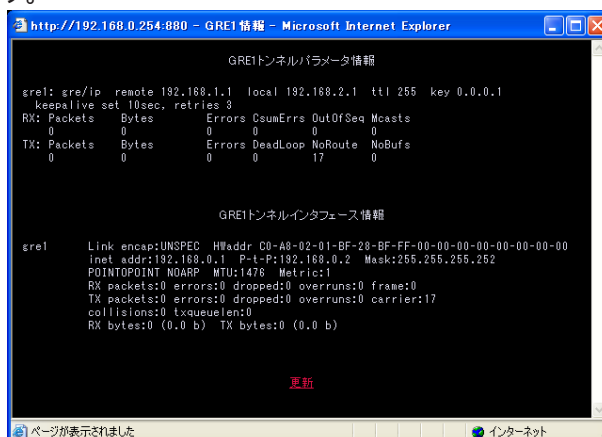 す。
http://192.168.0.254:880 - GRE1情報 - Microsoft Internet Explorer
GRE1トンネルパラメータ情報
gre1: gre/ip remote 192.168.1.1 local 192.168.2.1 ttl 255 key 0.0.0.1
keepalive set 10sec, retries 3
RX: Packets Bytes Errors CsumErrs OutOfSeq Mcasts
0 0 0 0 0 0
TX: Packets Bytes Errors DeadLoop NoRoute NoBufs
0 0 0 0 17 0
GRE1トンネルインタフェース情報
gre1 Link encap:UNSPEC HWaddr C0-A8-02-01-BF-28-BF-FF-00-00-00-00-00-00-00-00
inet addr:192.168.0.1 P-t-P:192.168.0.2 Mask:255.255.255.252
POINTOPOINT NOARP MTU:1476 Metric:1
RX packets:0 errors:0 dropped:0 overruns:0 frame:0
TX packets:0 errors:0 dropped:0 overruns:0 carrier:17
collisions:0 txqueuelen:0
RX bytes:0 (0.0 b) TX bytes:0 (0.0 b)
更新
ページが表示されました インターネット